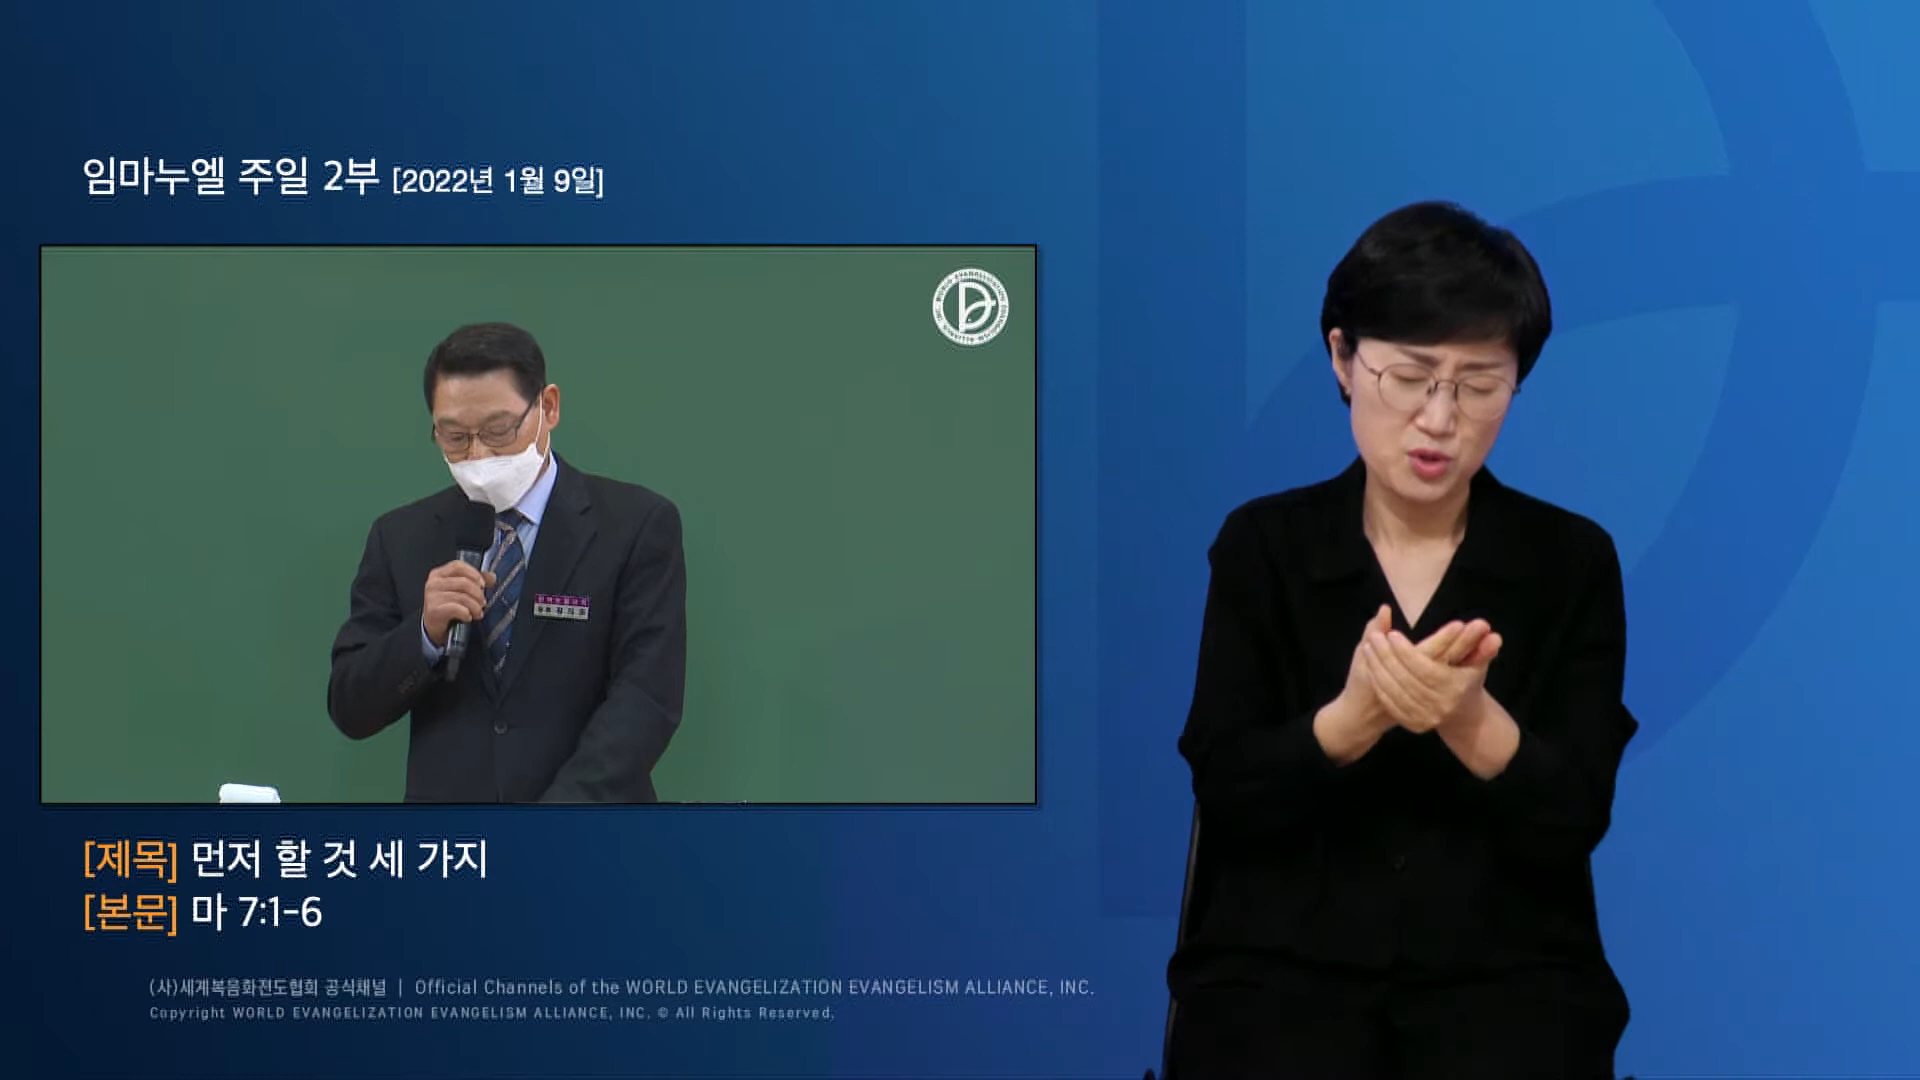 임마누엘 주일 2부 [2022년 1월 9일]
[제목] 먼저 할 것 세 가지
[본문] 마 7:1-6
(사)세계복음화전도협회 공식채널 | Official Channels of the WORLD EVANGELIZATION EVANGELISM ALLIANCE, INC.
Copyright WORLD EVANGELIZATION EVANGELISM ALLIANCE, INC. © All Rights Reserved.